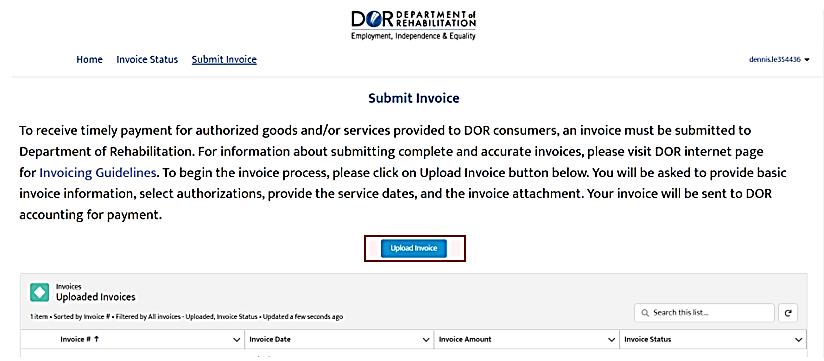 DOR DEPARTMENT of
REHABILITATION
Employment, Independence & Equality
Home Invoice Status Submit Invoice dennis.le354436
Submit Invoice
To receive timely payment for authorized goods and/or services provided to DOR consumers, an invoice must be submitted to
Department of Rehabilitation. For information about submitting complete and accurate invoices, please visit DOR internet page
for Invoicing Guidelines. To begin the invoice process, please click on Upload Invoice button below. You will be asked to provide basic
invoice information, select authorizations, provide the service dates, and the invoice attachment. Your invoice will be sent to DOR
accounting for payment.
Upload Invoice
Invoices
Uploaded Invoices
1 item • Sorted by Invoice # • Filtered by All invoices - Uploaded, Invoice Status • Updated a few seconds ago
Search this list...
Invoice # ↑ Invoice Date Invoice Amount Invoice Status